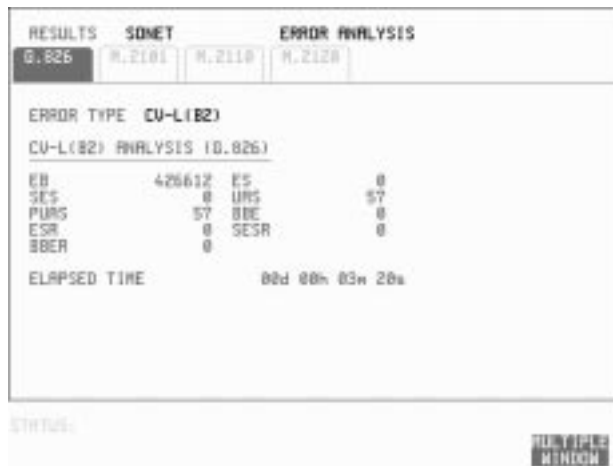 RESULTS SONET ERROR ANALYSIS
G.826 M.2101 M.2110 M.2120
ERROR TYPE CV-L(B2)
CV-L(B2) ANALYSIS (G.826)
EB 426612 ES 0
SES 0 UAS 57
PUAS 57 BBE 0
ESR 0 SESR 0
BBER 0
ELAPSED TIME 00d 00h 03m 20s
STATUS:
MULTIPLE
WINDOW